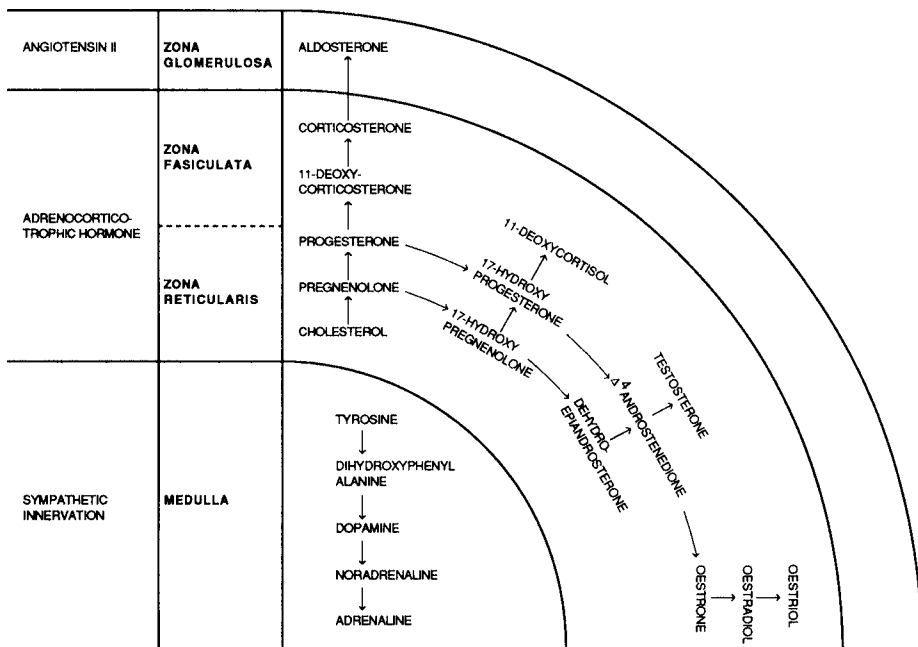 ANGIOTENSIN II
ZONA
GLOMERULOSA
ALDOSTERONE
ADRENOCORTICO-
TROPHIC HORMONE
ZONA
FASICULATA
ZONA
RETICULARIS
CORTICOSTERONE
11-DEOXY-
CORTICOSTERONE
PROGESTERONE
PREGNENOLONE
CHOLESTEROL
11-DEOXYCORTISOL
17-HYDROXY
PROGESTERONE
17-HYDROXY
PREGNENOLONE
TESTOSTERONE
Δ4 ANDROSTENEDIONE
DEHYDRO-
EPIANDROSTERONE
OESTRONE
OESTRADIOL
OESTRIOL
SYMPATHETIC
INNERVATION
MEDULLA
TYROSINE
DIHYDROXYPHENYL
ALANINE
DOPAMINE
NORADRENALINE
ADRENALINE